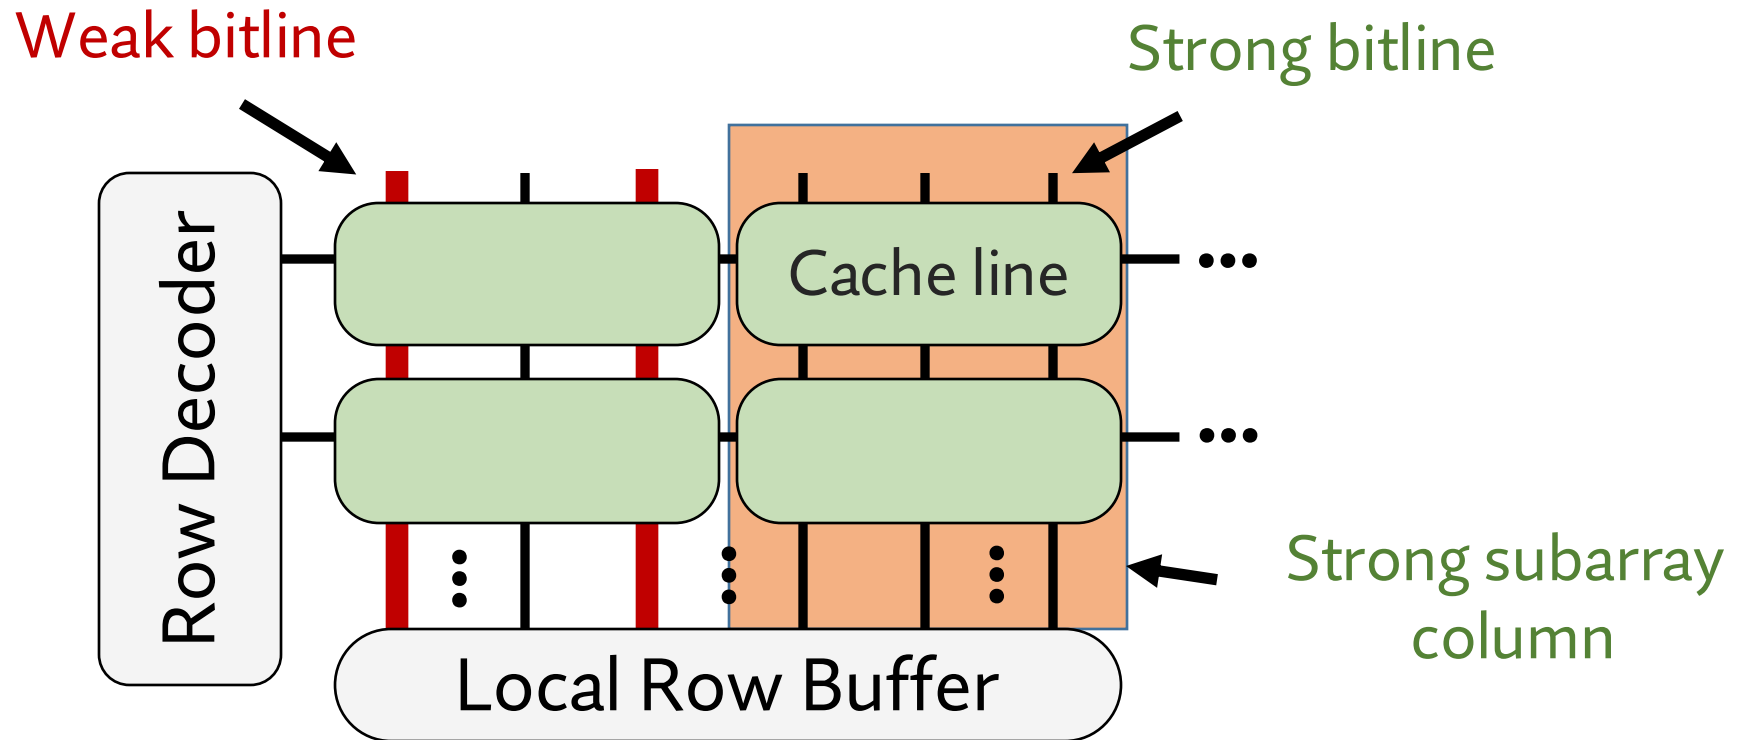 Weak bitline
Strong bitline
Row Decoder
Cache line
Strong subarray
column
Local Row Buffer